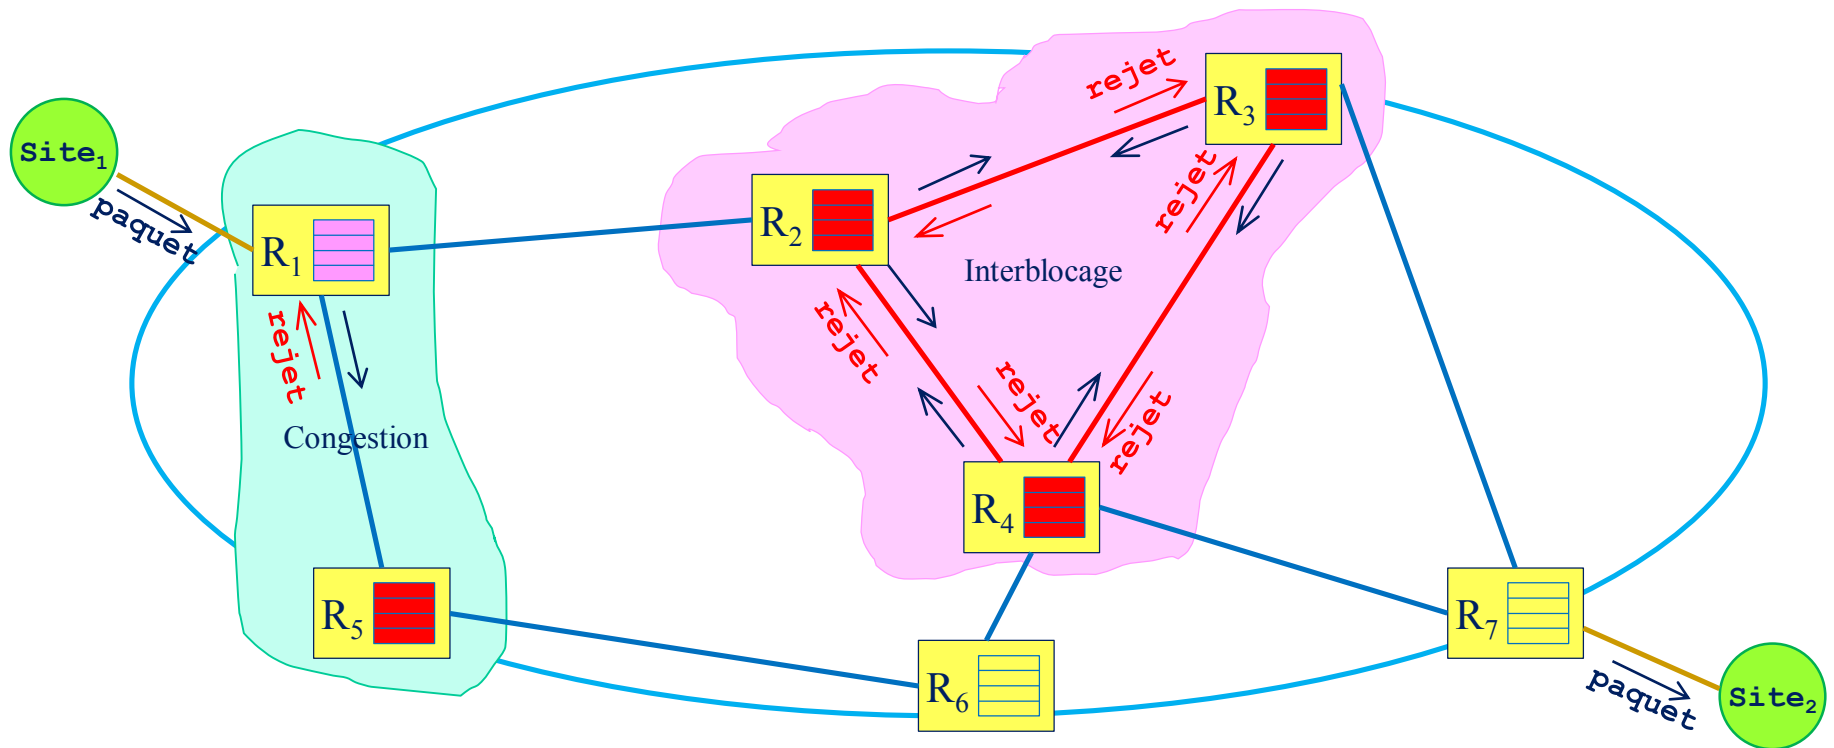 rejet
R3
Site1
paquet
rejet
R2
R1
Interblocage
rejet
rejet
rejet
rejet
Congestion
R4
R5
R7
R6
paquet
Site2